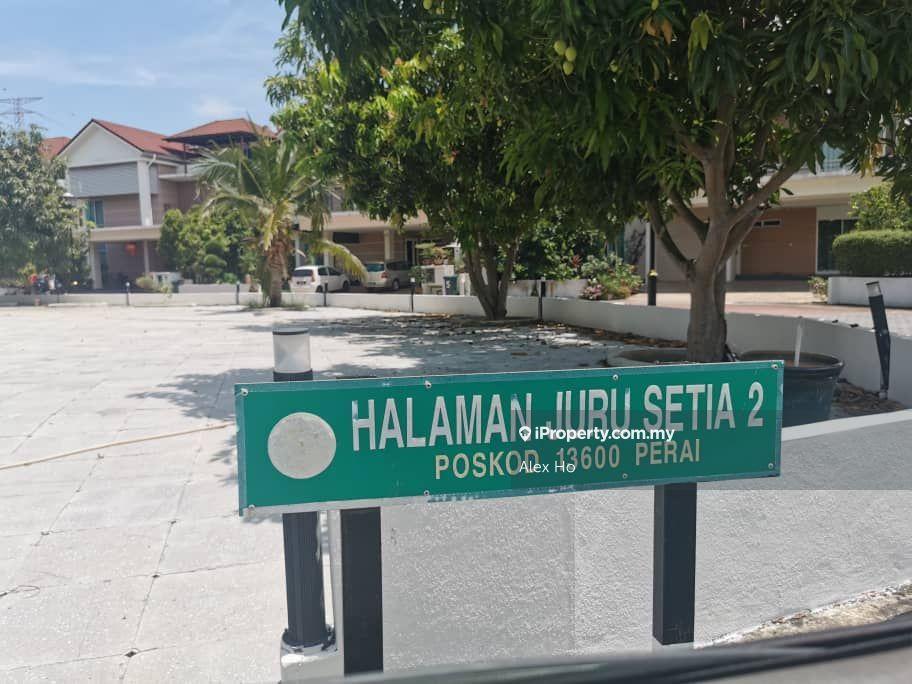 HALAMAN JURU SETIA 2
iProperty.com.my
POSKOD 13600 PERAI
Alex Ho